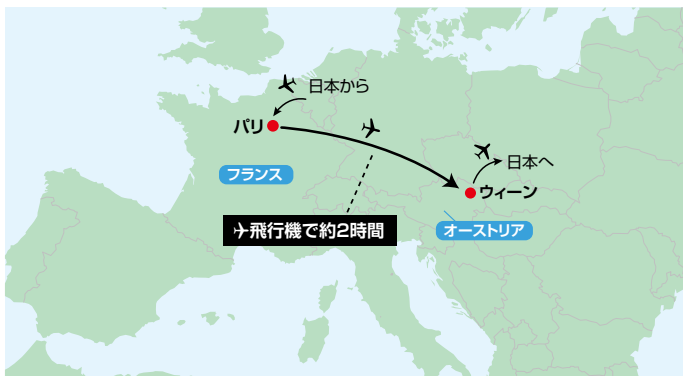 日本から
パリ
日本へ
フランス
ウィーン
飛行機で約2時間
オーストリア